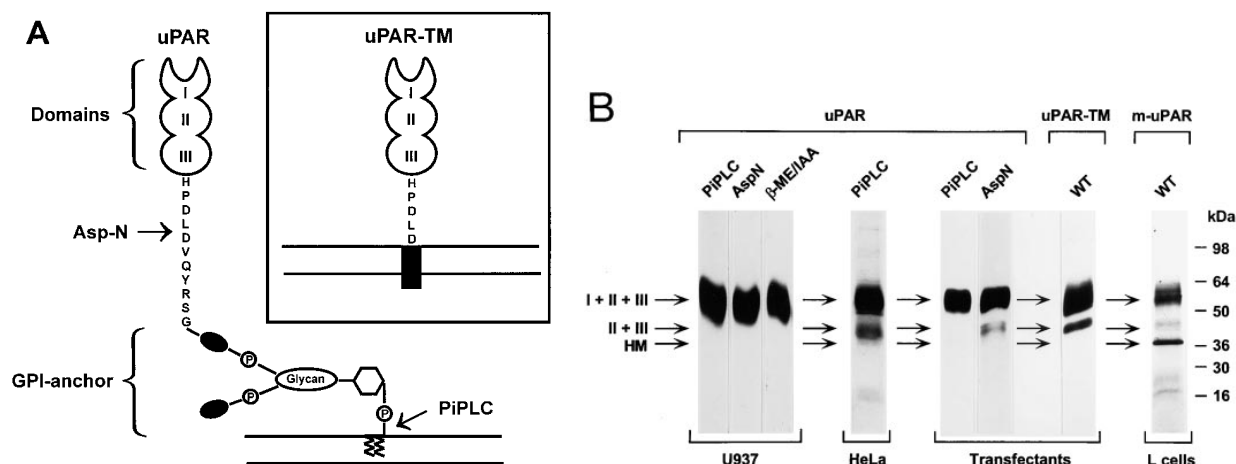 A
uPAR
Domains
I
II
III
H
P
D
L
D
V
Q
Y
R
S
G
Asp-N
GPI-anchor
P
P
Glycan
P
PiPLC
uPAR-TM
I
II
III
H
P
D
L
D
B
uPAR
uPAR-TM
m-uPAR
PiPLC
AspN
β-ME/IAA
PiPLC
PiPLC
AspN
WT
WT
kDa
98
64
50
36
30
16
I + II + III
II + III
HM
U937
HeLa
Transfectants
L cells